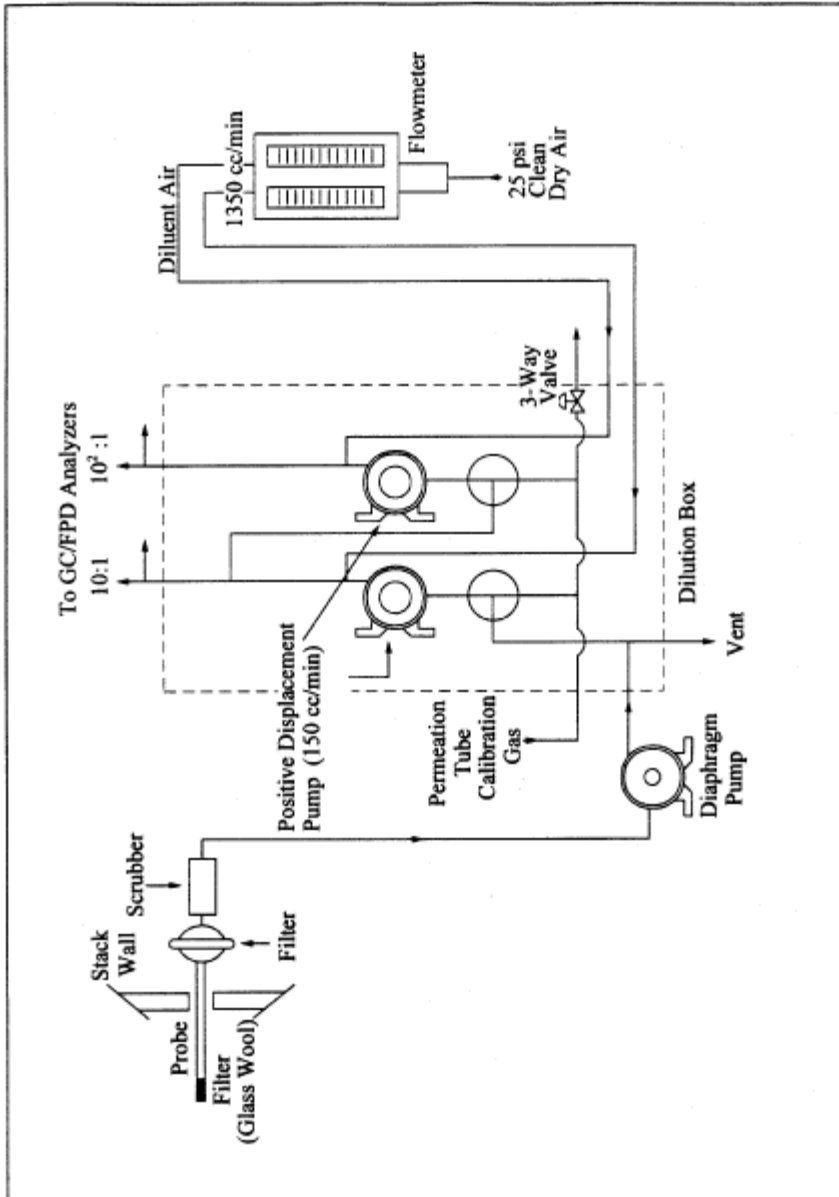 To GC/FPD Analyzers
10:1
10² :1
Diluent Air
1350 cc/min
Flowmeter
25 psi
Clean
Dry Air
Stack
Wall
Scrubber
Probe
Filter
(Glass Wool)
Filter
Positive Displacement
Pump (150 cc/min)
3-Way
Valve
Permeation
Tube
Calibration
Gas
Dilution Box
Vent
Diaphragm
Pump